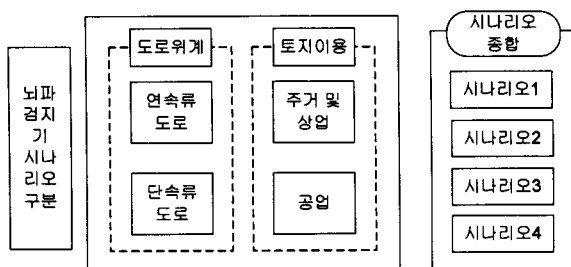 뇌파
검지
기
시나
리오
구분
도로위계
연속류
도로
단속류
도로
토지이용
주거 및
상업
공업
시나리오
종합
시나리오1
시나리오2
시나리오3
시나리오4